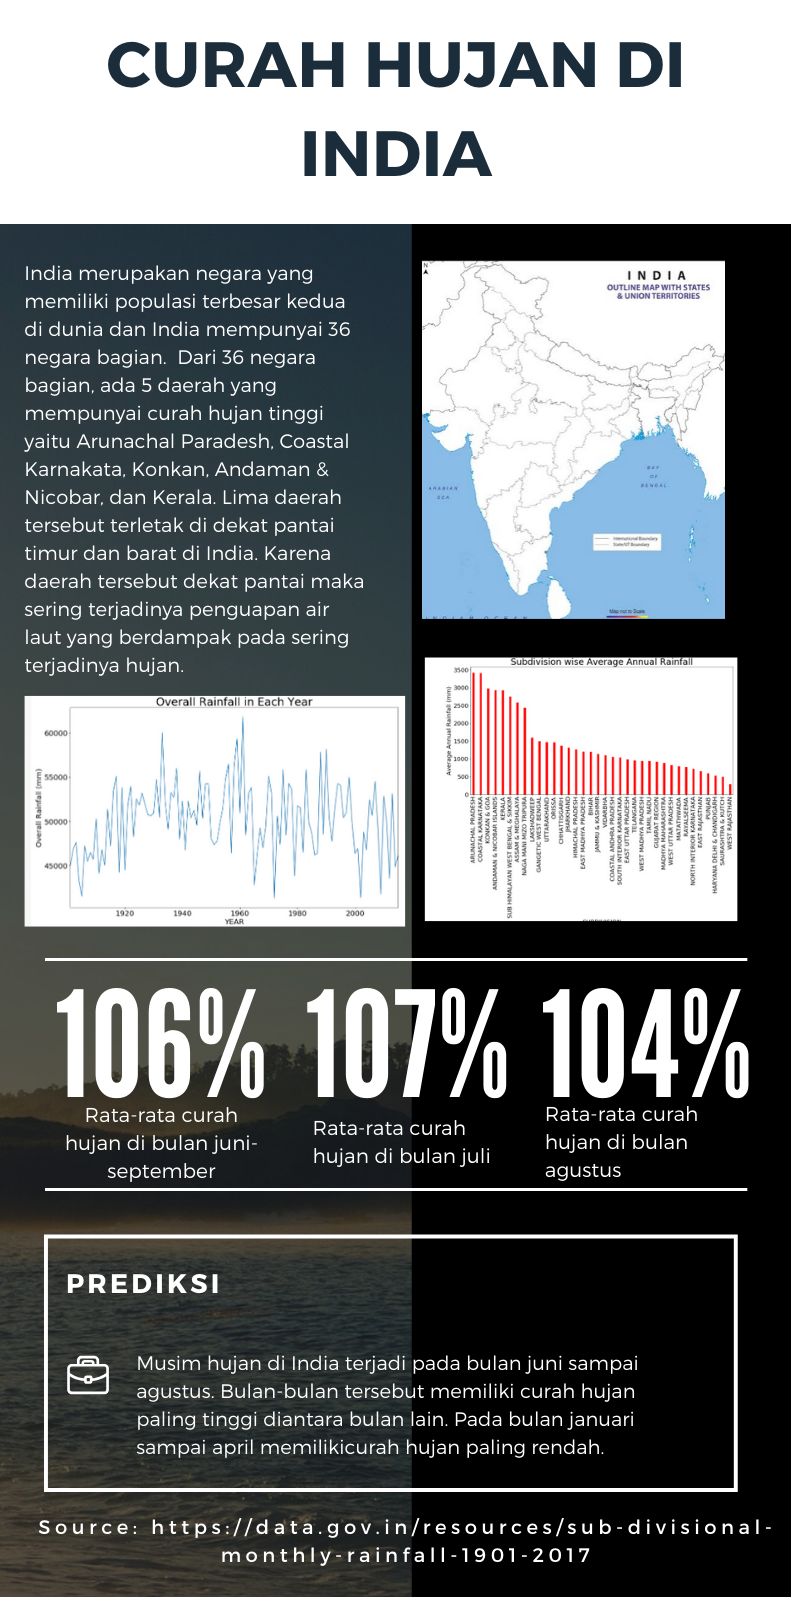 CURAH HUJAN DI
INDIA
India merupakan negara yang
memiliki populasi terbesar kedua
di dunia dan India mempunyai 36
negara bagian.  Dari 36 negara
bagian, ada 5 daerah yang
mempunyai curah hujan tinggi
yaitu Arunachal Paradesh, Coastal
Karnakata, Konkan, Andaman &
Nicobar, dan Kerala. Lima daerah
tersebut terletak di dekat pantai
timur dan barat di India. Karena
daerah tersebut dekat pantai maka
sering terjadinya penguapan air
laut yang berdampak pada sering
terjadinya hujan.
N
INDIA
OUTLINE MAP WITH STATES
& UNION TERRITORIES
ARABIAN
SEA
BAY
OF
BENGAL
International Boundary
State/UT Boundary
INDIAN OCEAN
Map not to Scale
Overall Rainfall in Each Year
Overall Rainfall (mm)
60000
55000
50000
45000
1920
1940
1960
1980
2000
YEAR
Subdivision wise Average Annual Rainfall
Average Annual Rainfall (mm)
3500
3000
2500
2000
1500
1000
500
0
ARUNACHAL PRADESH
COASTAL KARNATAKA
KONKAN & GOA
ANDAMAN & NICOBAR ISLANDS
KERALA
SUB HIMALAYAN WEST BENGAL & SIKKIM
ASSAM & MEGHALAYA
NAGA MANI MIZO TRIPURA
LAKSHADWEEP
GANGETIC WEST BENGAL
UTTARAKHAND
ORISSA
CHHATTISGARH
JHARKHAND
HIMACHAL PRADESH
EAST MADHYA PRADESH
BIHAR
JAMMU & KASHMIR
VIDARBHA
COASTAL ANDHRA PRADESH
SOUTH INTERIOR KARNATAKA
EAST UTTAR PRADESH
TELANGANA
WEST MADHYA PRADESH
TAMIL NADU
GUJARAT REGION
MADHYA MAHARASHTRA
WEST UTTAR PRADESH
MATATHWADA
RAYALSEEMA
NORTH INTERIOR KARNATAKA
EAST RAJASTHAN
PUNJAB
HARYANA DELHI & CHANDIGARH
SAURASHTRA & KUTCH
WEST RAJASTHAN
106%
Rata-rata curah
hujan di bulan juni-
september
107%
Rata-rata curah
hujan di bulan juli
104%
Rata-rata curah
hujan di bulan
agustus
PREDIKSI
Musim hujan di India terjadi pada bulan juni sampai
agustus. Bulan-bulan tersebut memiliki curah hujan
paling tinggi diantara bulan lain. Pada bulan januari
sampai april memilikicurah hujan paling rendah.
Source: https://data.gov.in/resources/sub-divisional-
monthly-rainfall-1901-2017